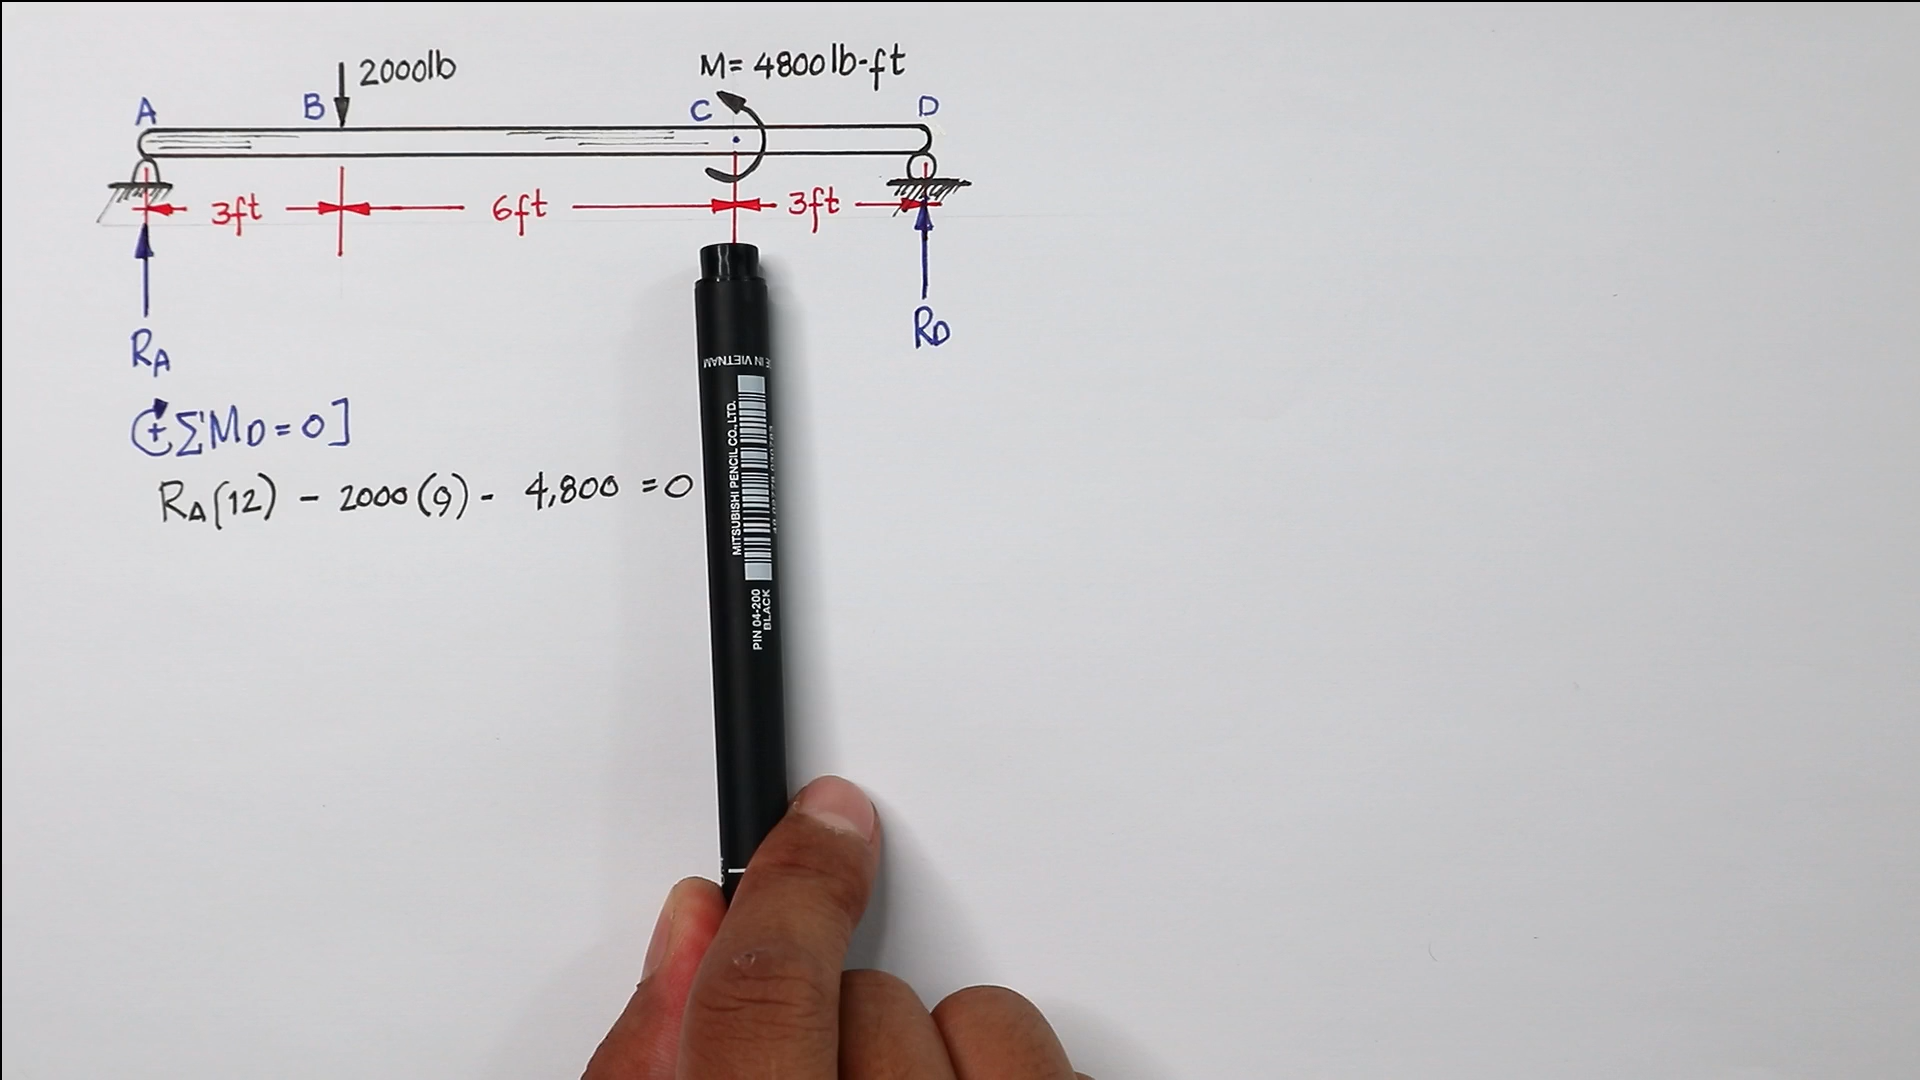 2000lb
M= 4800lb-ft
A
B
C
D
3ft
6ft
3ft
RA
RD
+ΣMD=0]
RA(12) - 2000(9) - 4,800 =0
IN VIETNAM
MITSUBISHI PENCIL CO., LTD.
PIN 04-200
BLACK